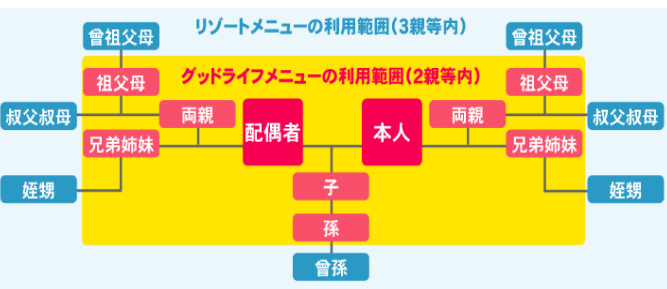 リゾートメニューの利用範囲(3親等内)
曾祖父母
曾祖父母
グッドライフメニューの利用範囲(2親等内)
祖父母
祖父母
叔父叔母
両親
配偶者
本人
両親
叔父叔母
兄弟姉妹
兄弟姉妹
姪甥
子
姪甥
孫
曾孫